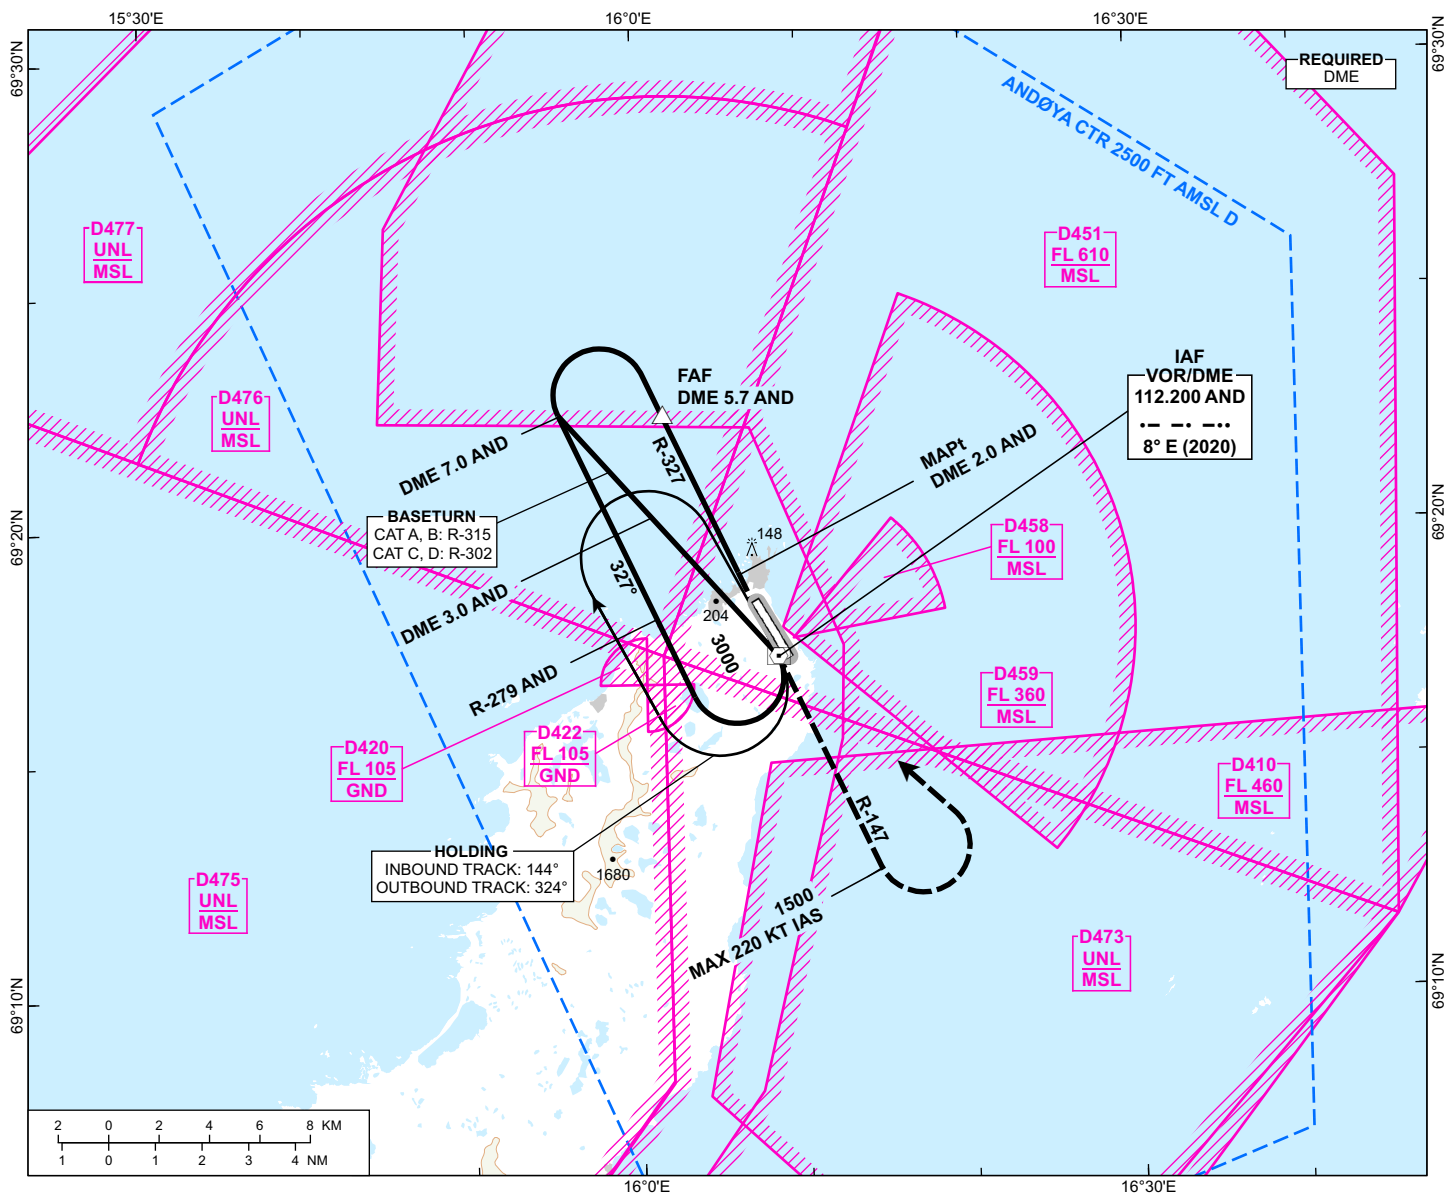 15°30'E
16°0'E
16°30'E
69°30'N
69°30'N
REQUIRED
DME
ANDØYA CTR 2500 FT AMSL D
D477
UNL
MSL
D451
FL 610
MSL
IAF
VOR/DME
112.200 AND
8° E (2020)
FAF
DME 5.7 AND
D476
UNL
MSL
R-327
MAPt
DME 2.0 AND
DME 7.0 AND
BASETURN
CAT A, B: R-315
CAT C, D: R-302
69°20'N
69°20'N
148
D458
FL 100
MSL
327°
DME 3.0 AND
204
3000
R-279 AND
D459
FL 360
MSL
D420
FL 105
GND
D422
FL 105
GND
D410
FL 460
MSL
R-147
HOLDING
INBOUND TRACK: 144°
OUTBOUND TRACK: 324°
1680
D475
UNL
MSL
1500
MAX 220 KT IAS
D473
UNL
MSL
69°10'N
69°10'N
2 0 2 4 6 8 KM
1 0 1 2 3 4 NM
16°0'E
16°30'E